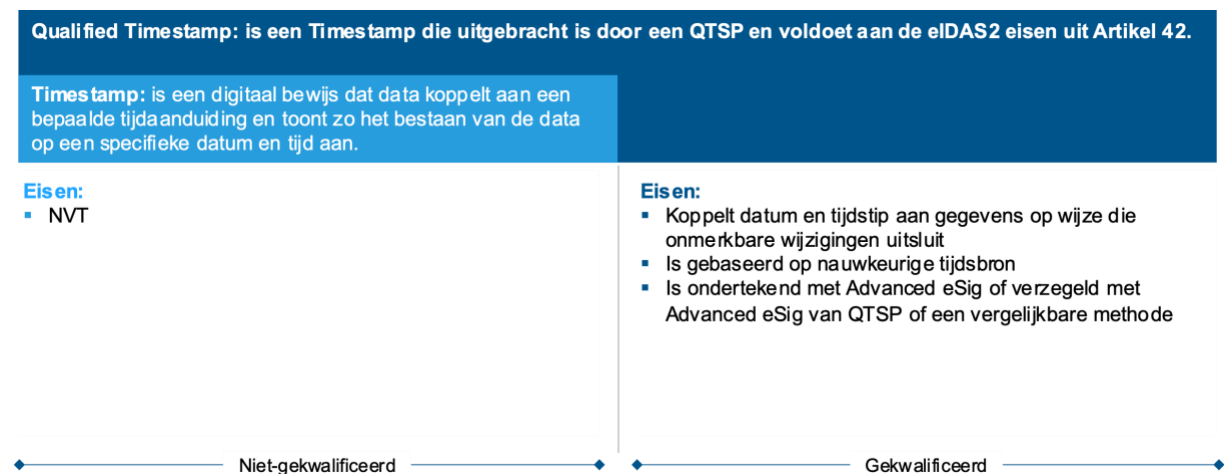 Qualified Timestamp: is een Timestamp die uitgebracht is door een QTSP en voldoet aan de eIDAS2 eisen uit Artikel 42.
Timestamp: is een digitaal bewijs dat data koppelt aan een
bepaalde tijdaanduiding en toont zo het bestaan van de data
op een specifieke datum en tijd aan.
Eisen:
▪ NVT
Eisen:
▪ Koppelt datum en tijdstip aan gegevens op wijze die
onmerkbare wijzigingen uitsluit
▪ Is gebaseerd op nauwkeurige tijdsbron
▪ Is ondertekend met Advanced eSig of verzegeld met
Advanced eSig van QTSP of een vergelijkbare methode
Niet-gekwalificeerd
Gekwalificeerd